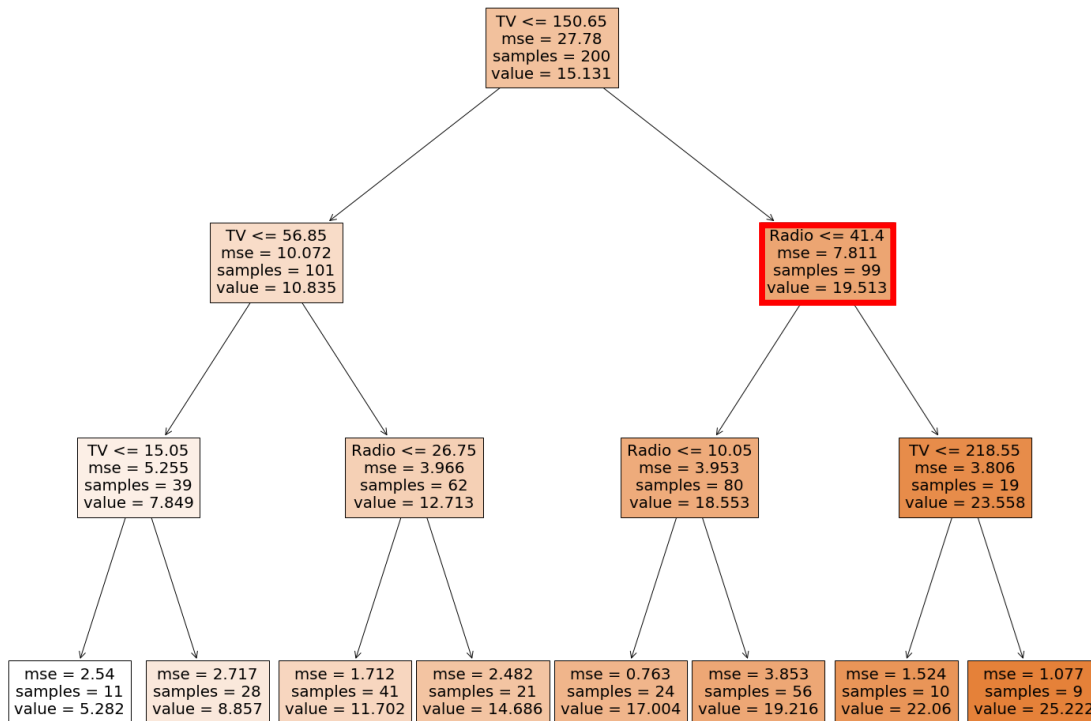 TV <= 150.65
mse = 27.78
samples = 200
value = 15.131
TV <= 56.85
mse = 10.072
samples = 101
value = 10.835
Radio <= 41.4
mse = 7.811
samples = 99
value = 19.513
TV <= 15.05
mse = 5.255
samples = 39
value = 7.849
Radio <= 26.75
mse = 3.966
samples = 62
value = 12.713
Radio <= 10.05
mse = 3.953
samples = 80
value = 18.553
TV <= 218.55
mse = 3.806
samples = 19
value = 23.558
mse = 2.54
samples = 11
value = 5.282
mse = 2.717
samples = 28
value = 8.857
mse = 1.712
samples = 41
value = 11.702
mse = 2.482
samples = 21
value = 14.686
mse = 0.763
samples = 24
value = 17.004
mse = 3.853
samples = 56
value = 19.216
mse = 1.524
samples = 10
value = 22.06
mse = 1.077
samples = 9
value = 25.222